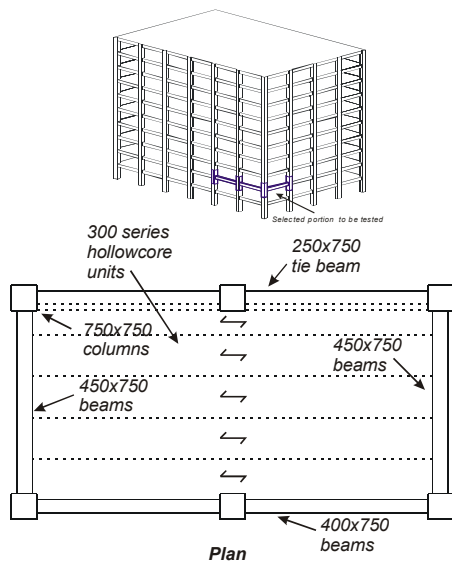 Selected portion to be tested
300 series
hollowcore
units
250x750
tie beam
750x750
columns
450x750
beams
450x750
beams
400x750
beams
Plan